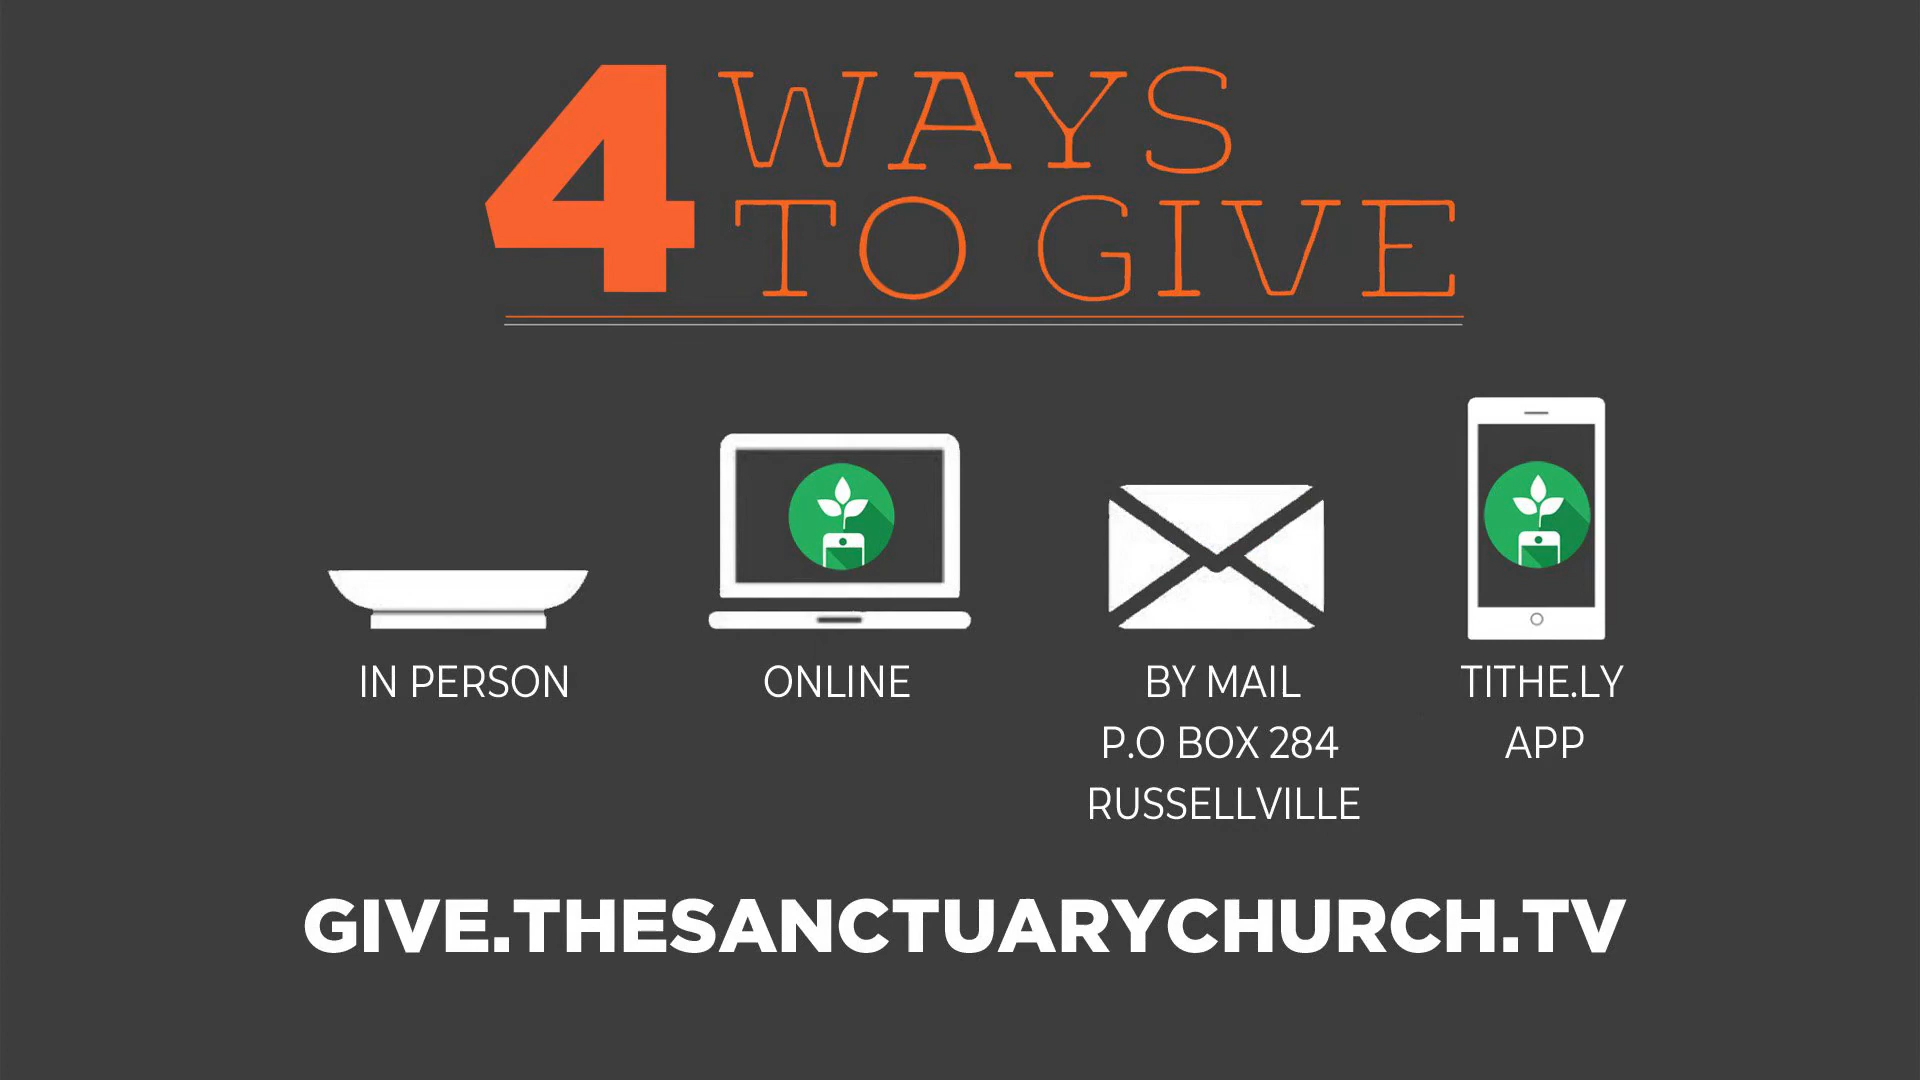 4 WAYS
TO GIVE
IN PERSON
ONLINE
BY MAIL
P.O BOX 284
RUSSELLVILLE
TITHE.LY
APP
GIVE.THESANCTUARYCHURCH.TV